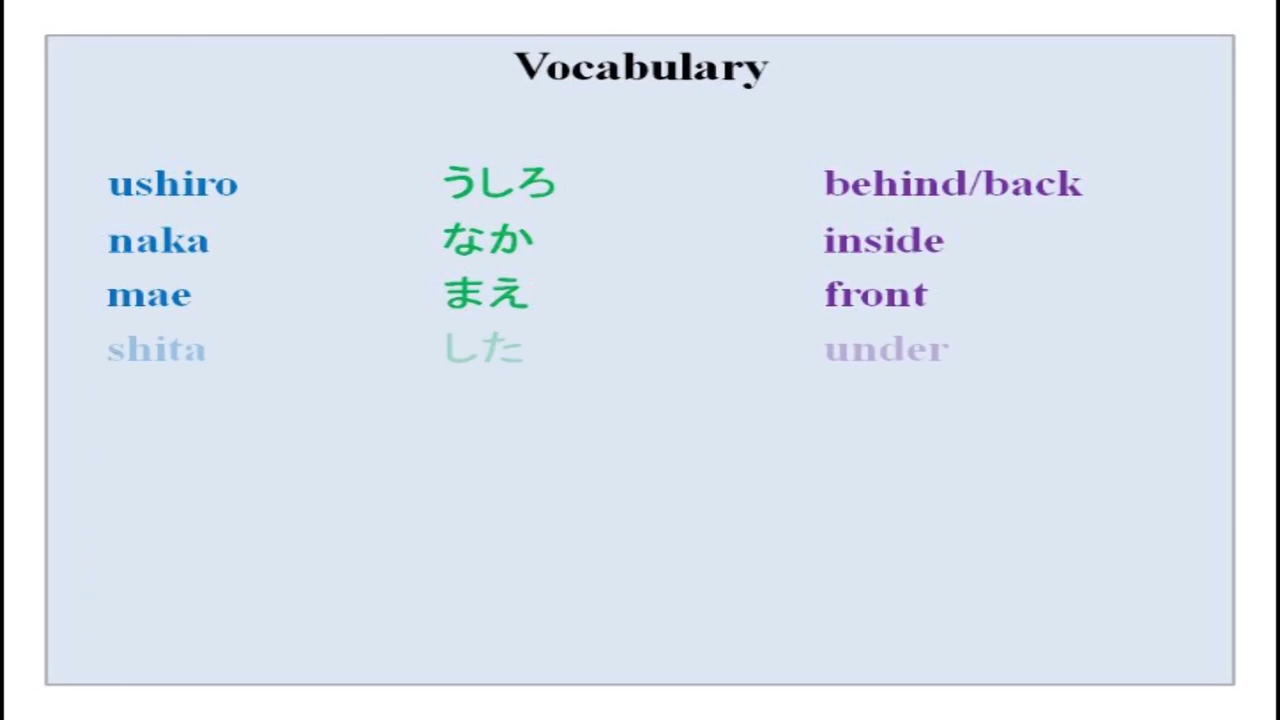 Vocabulary
ushiro うしろ behind/back
naka なか inside
mae まえ front
shita した under